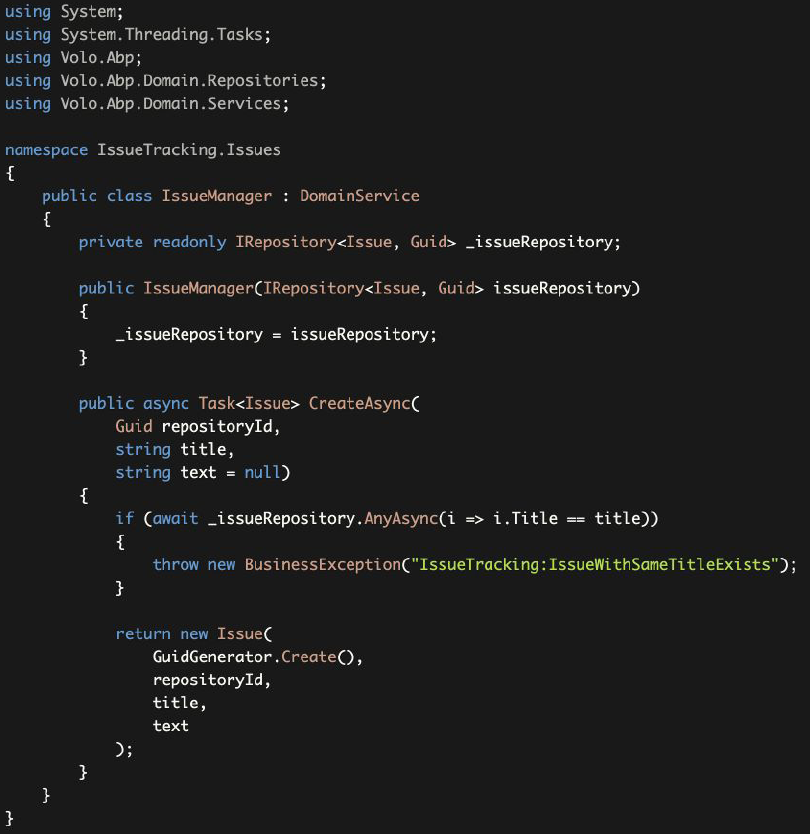 using System;
using System.Threading.Tasks;
using Volo.Abp;
using Volo.Abp.Domain.Repositories;
using Volo.Abp.Domain.Services;

namespace IssueTracking.Issues
{
    public class IssueManager : DomainService
    {
        private readonly IRepository<Issue, Guid> _issueRepository;

        public IssueManager(IRepository<Issue, Guid> issueRepository)
        {
            _issueRepository = issueRepository;
        }

        public async Task<Issue> CreateAsync(
            Guid repositoryId,
            string title,
            string text = null)
        {
            if (await _issueRepository.AnyAsync(i => i.Title == title))
            {
                throw new BusinessException("IssueTracking:IssueWithSameTitleExists");
            }

            return new Issue(
                GuidGenerator.Create(),
                repositoryId,
                title,
                text
            );
        }
    }
}